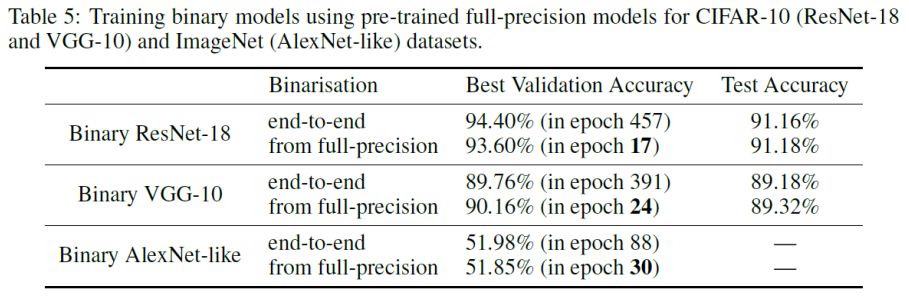 Table 5: Training binary models using pre-trained full-precision models for CIFAR-10 (ResNet-18
and VGG-10) and ImageNet (AlexNet-like) datasets.
Binarisation Best Validation Accuracy Test Accuracy
Binary ResNet-18 end-to-end 94.40% (in epoch 457) 91.16%
from full-precision 93.60% (in epoch 17) 91.18%
Binary VGG-10 end-to-end 89.76% (in epoch 391) 89.18%
from full-precision 90.16% (in epoch 24) 89.32%
Binary AlexNet-like end-to-end 51.98% (in epoch 88) —
from full-precision 51.85% (in epoch 30) —